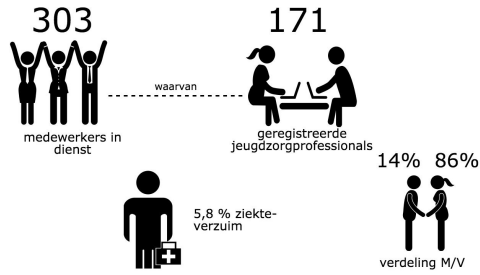 303
171
waarvan
medewerkers in
dienst
geregistreerde
jeugdzorgprofessionals
14% 86%
5,8 % ziekte-
verzuim
verdeling M/V